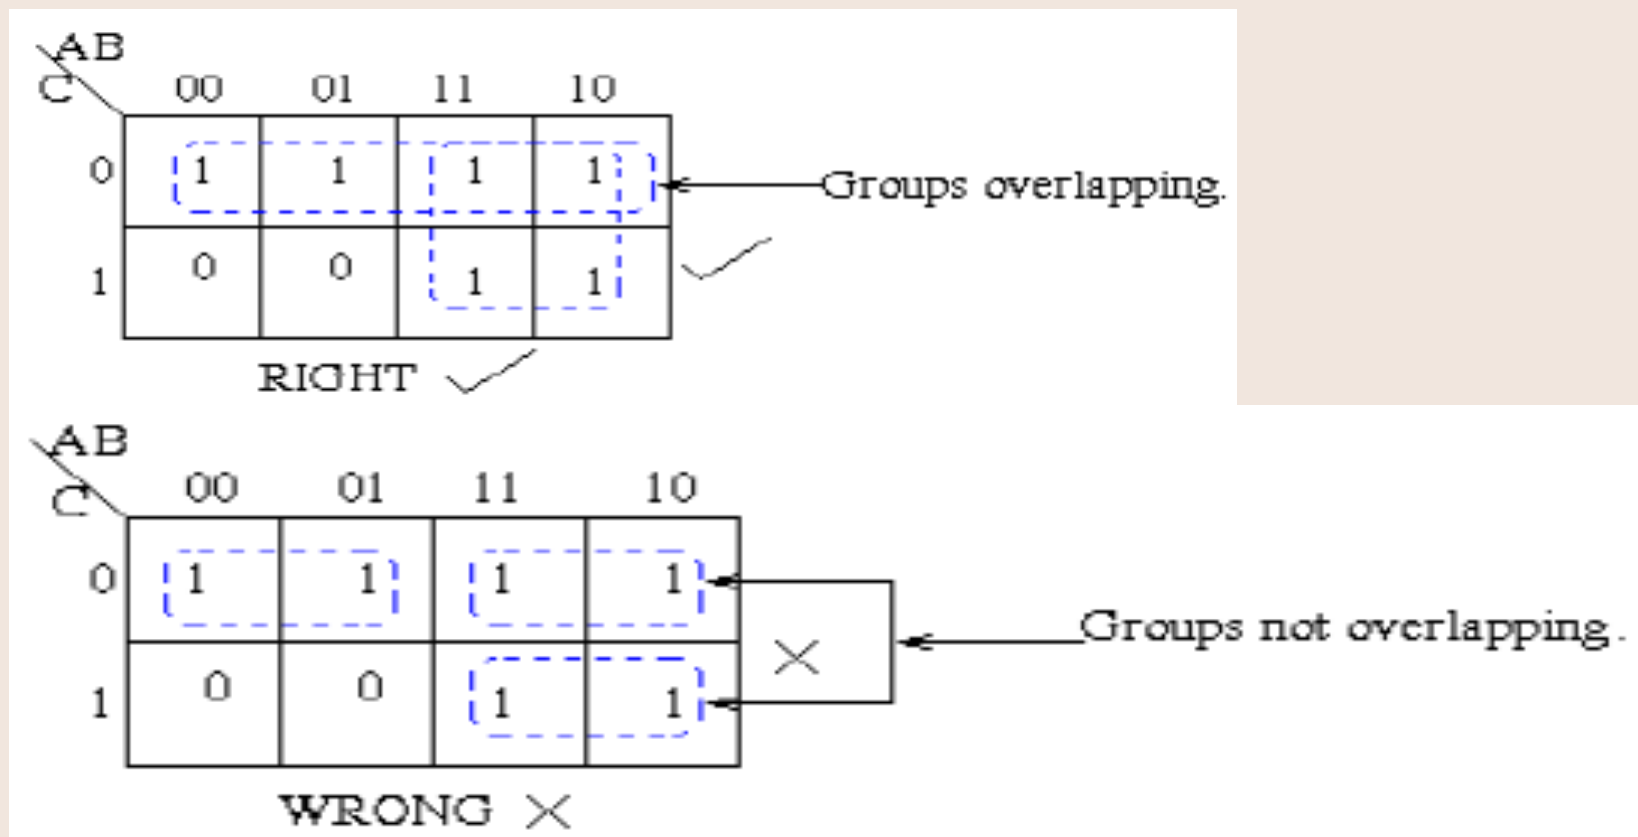 AB
C 00 01 11 10
0 1 1 1 1 Groups overlapping.
1 0 0 1 1
RIGHT
AB
C 00 01 11 10
0 1 1 1 1
Groups not overlapping.
1 0 0 1 1
WRONG